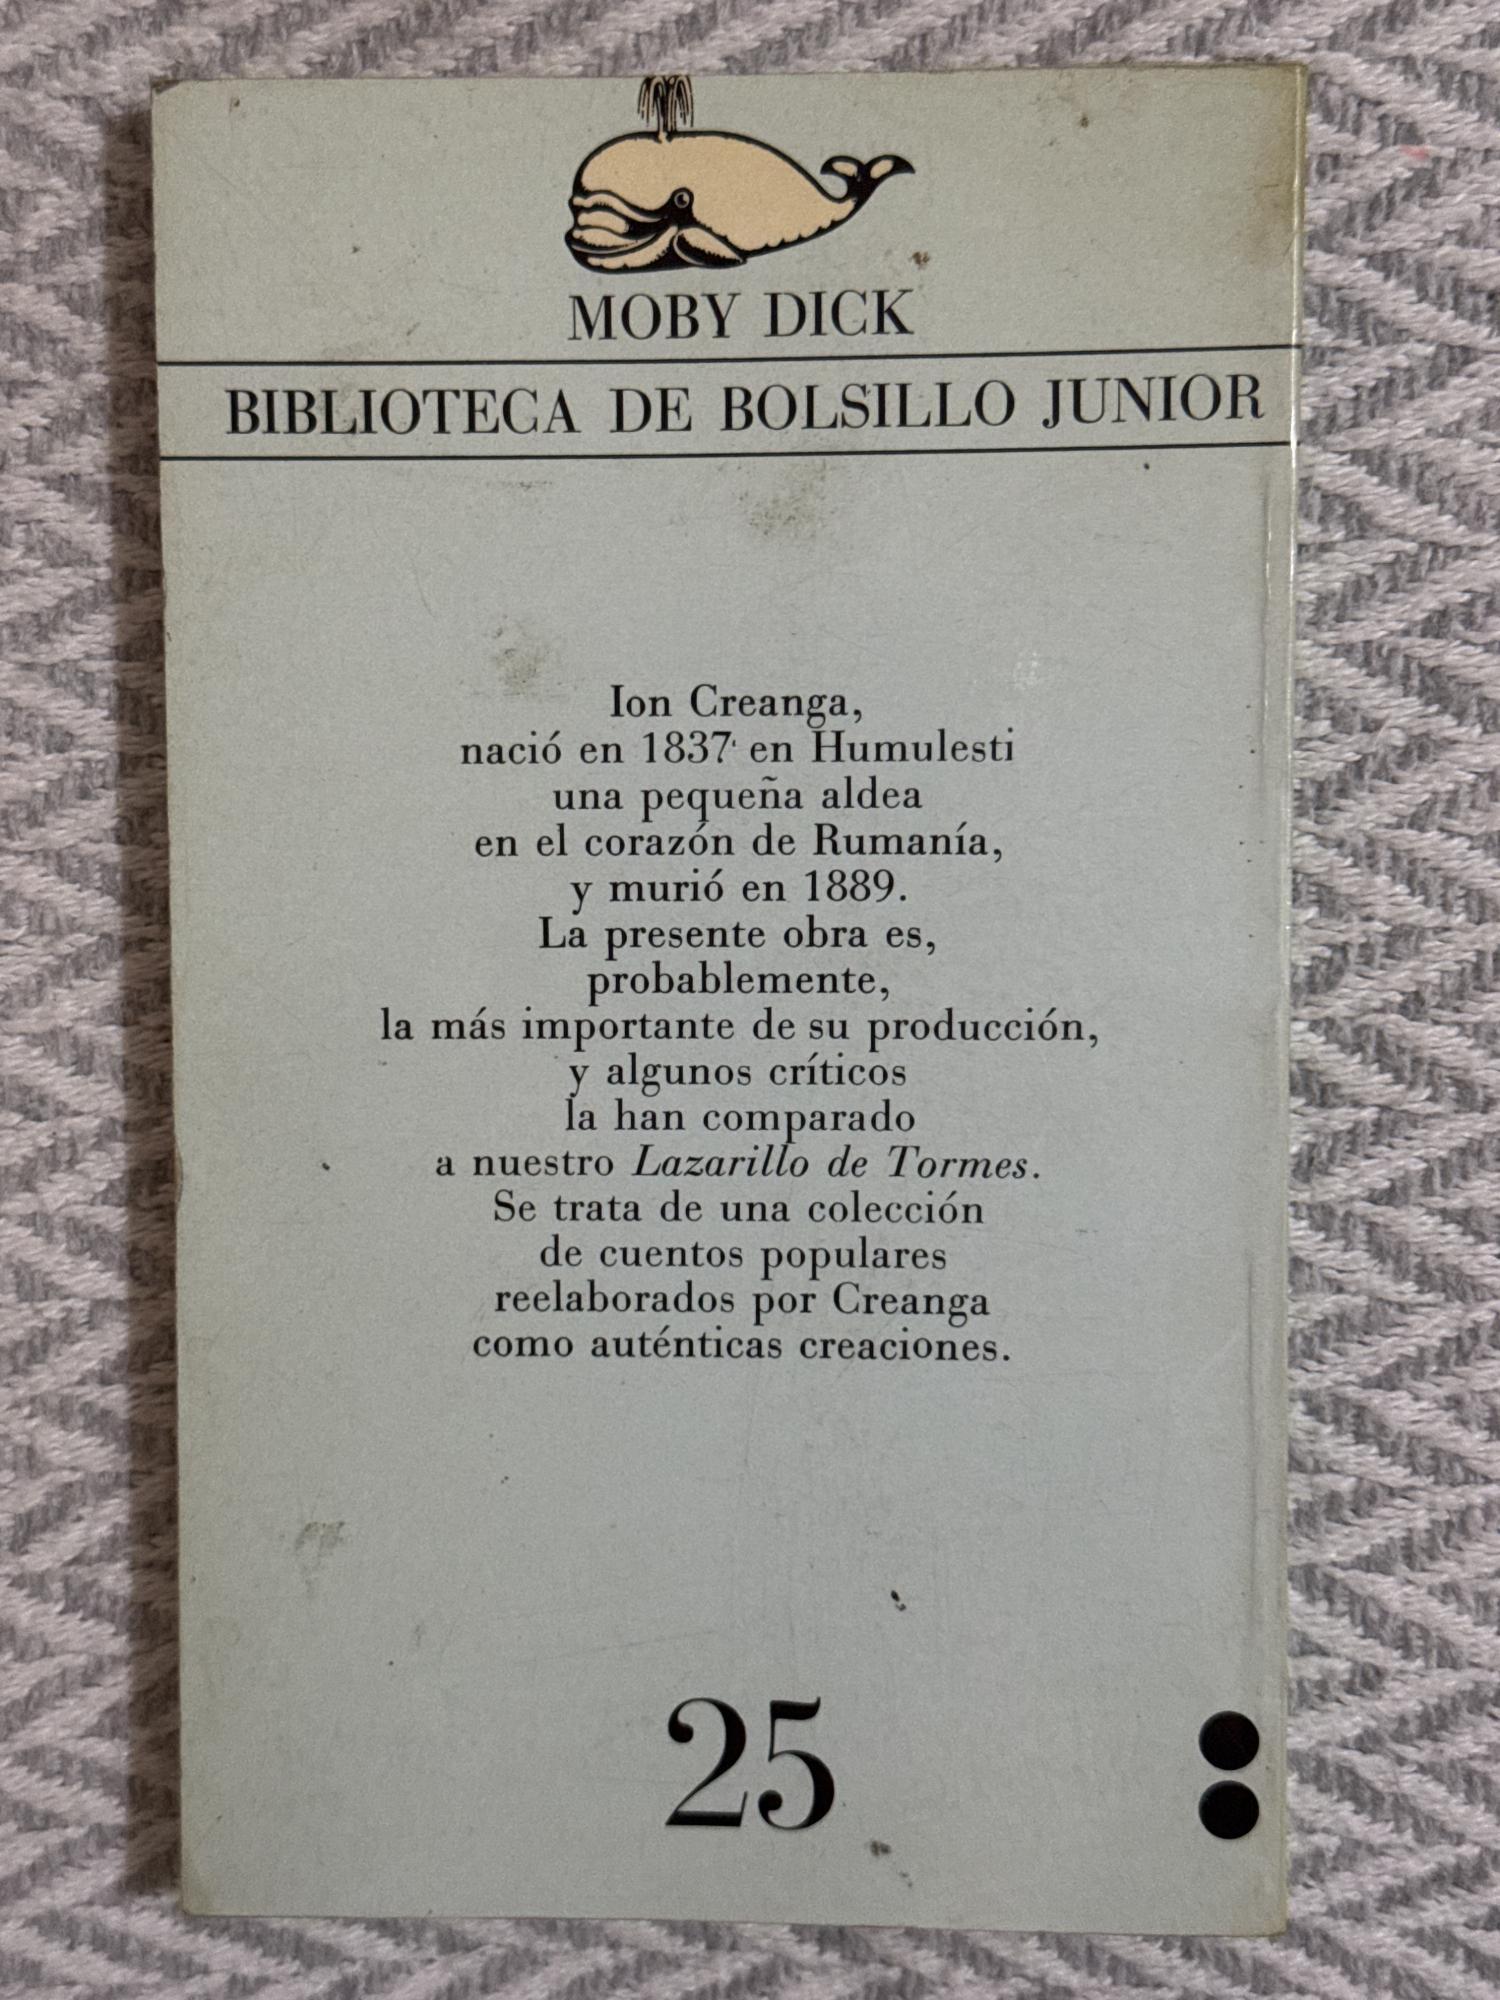 MOBY DICK
BIBLIOTECA DE BOLSILLO JUNIOR
Ion Creanga,
nació en 1837 en Humulesti
una pequeña aldea
en el corazón de Rumanía,
y murió en 1889.
La presente obra es,
probablemente,
la más importante de su producción,
y algunos críticos
la han comparado
a nuestro Lazarillo de Tormes.
Se trata de una colección
de cuentos populares
reelaborados por Creanga
como auténticas creaciones.
25